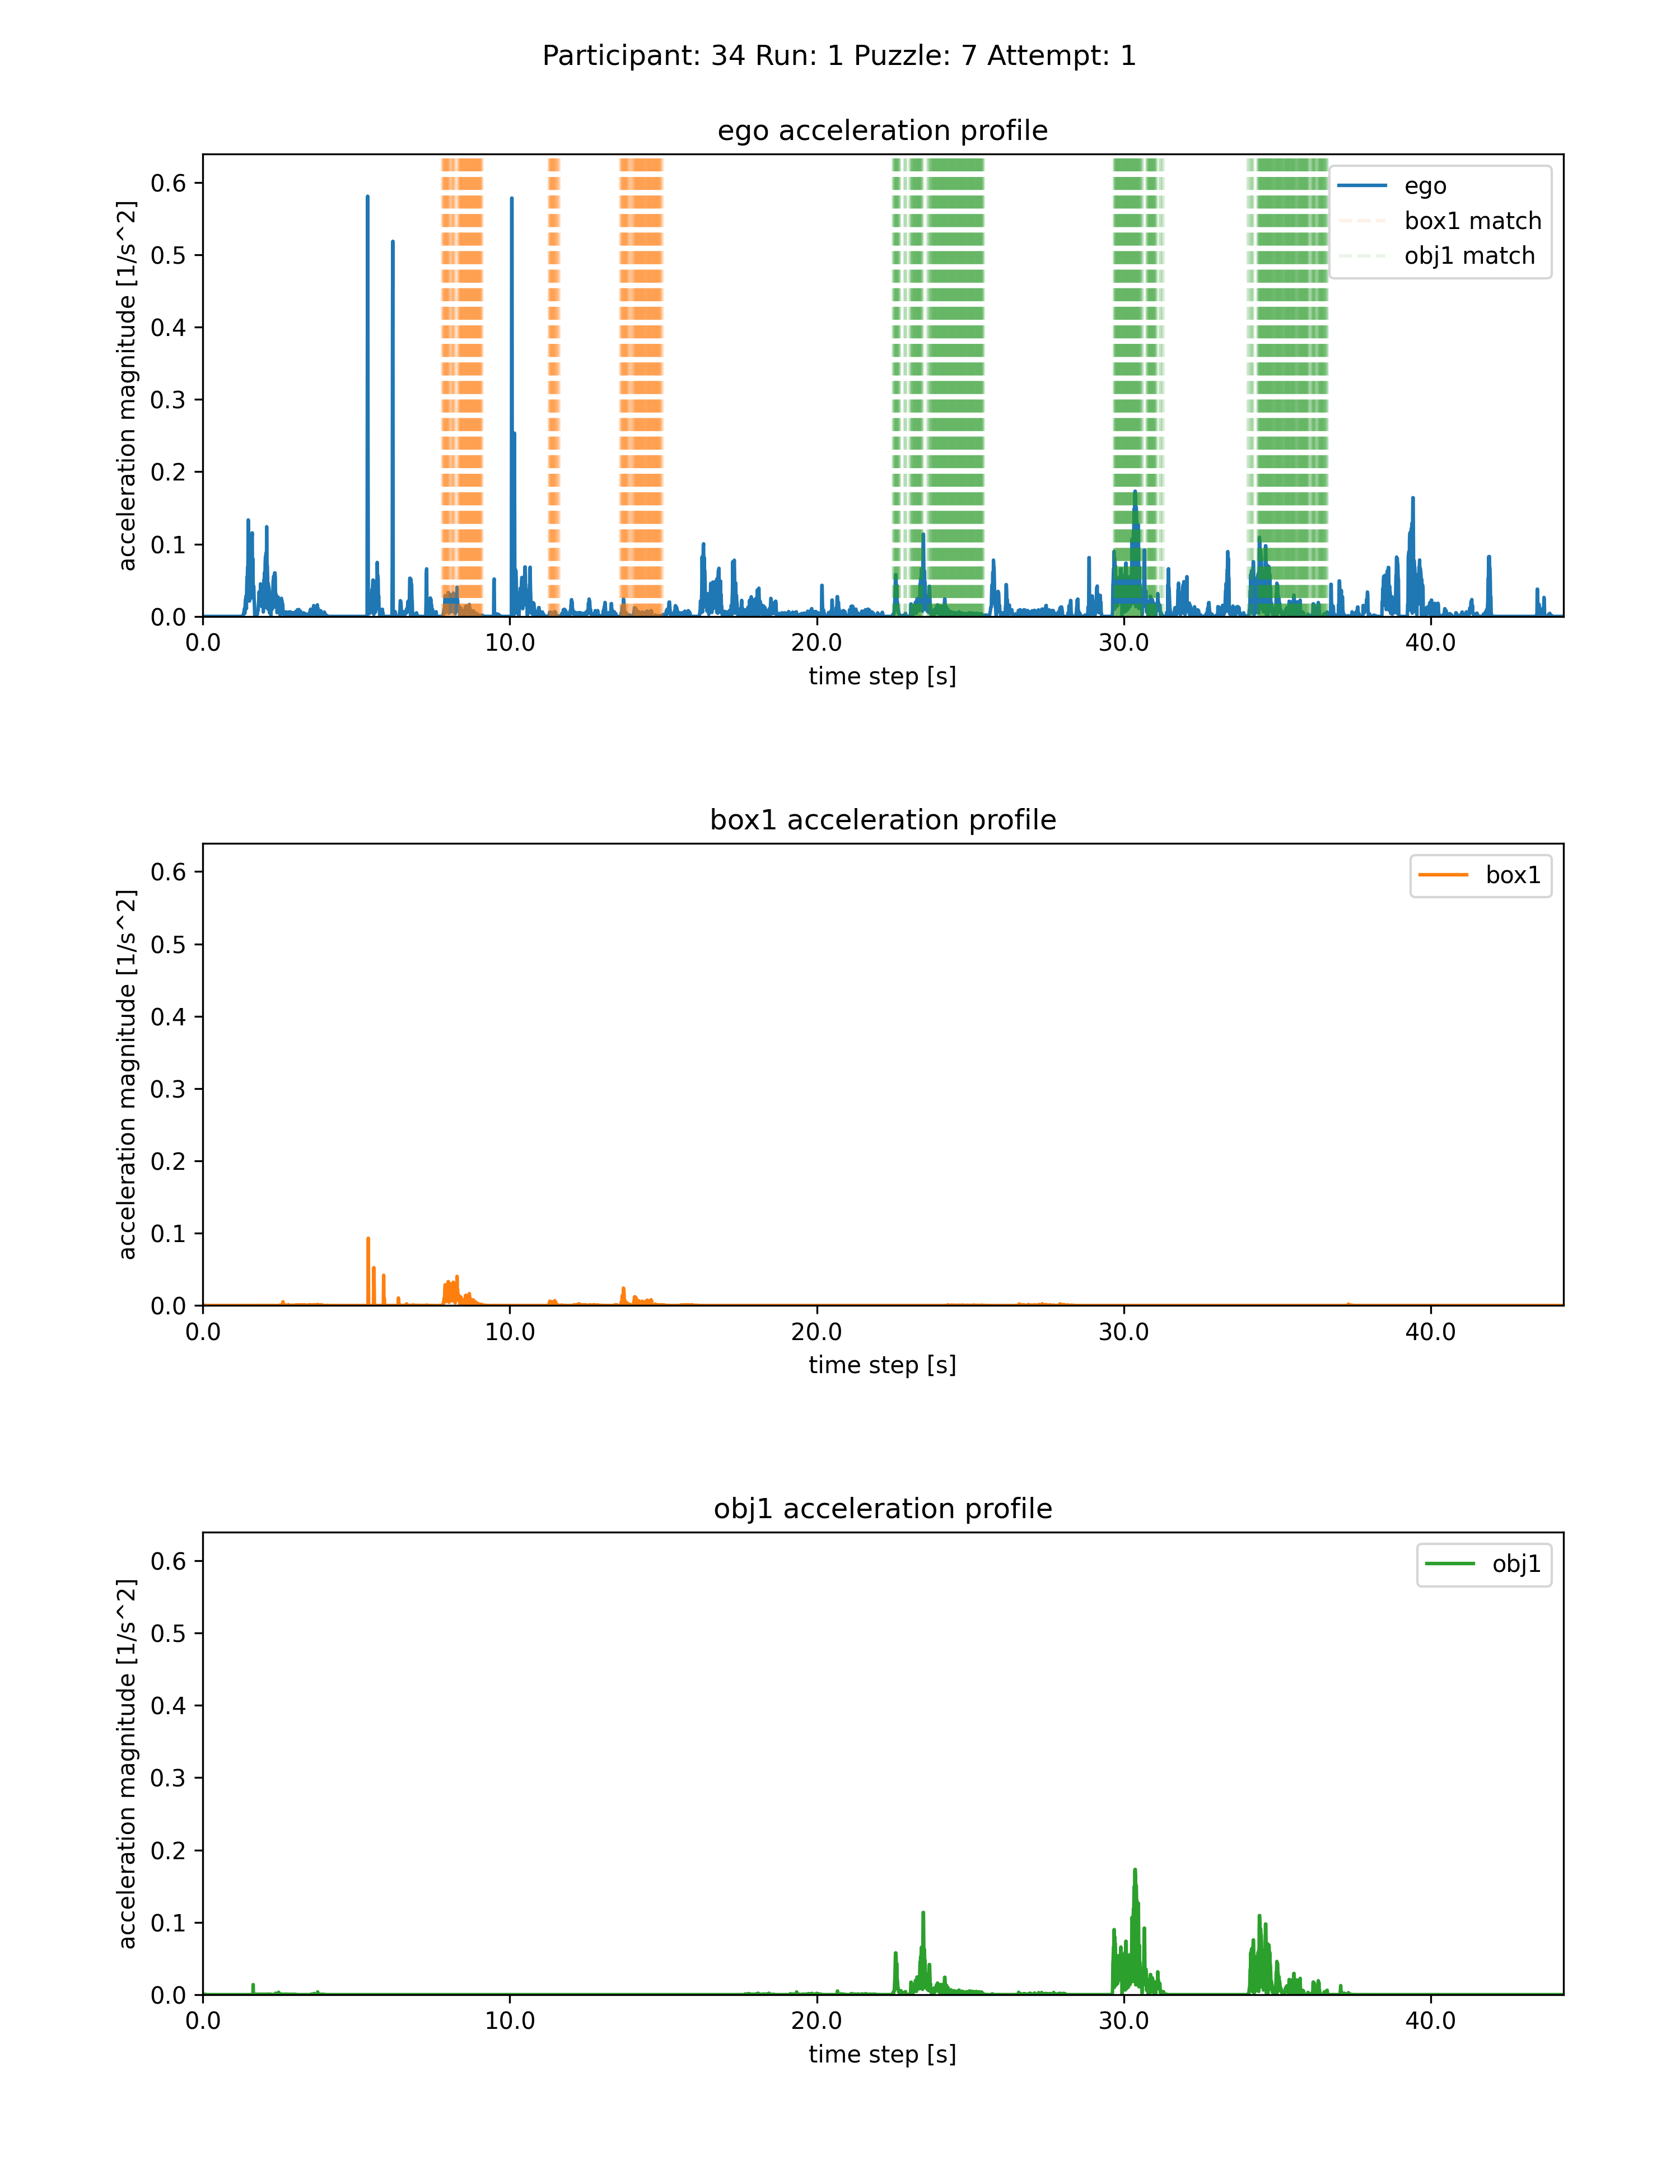 Participant: 34 Run: 1 Puzzle: 7 Attempt: 1
ego acceleration profile
acceleration magnitude [1/s^2]
0.6
0.5
0.4
0.3
0.2
0.1
0.0
ego
box1 match
obj1 match
0.0 10.0 20.0 30.0 40.0
time step [s]
box1 acceleration profile
acceleration magnitude [1/s^2]
0.6
0.5
0.4
0.3
0.2
0.1
0.0
box1
0.0 10.0 20.0 30.0 40.0
time step [s]
obj1 acceleration profile
acceleration magnitude [1/s^2]
0.6
0.5
0.4
0.3
0.2
0.1
0.0
obj1
0.0 10.0 20.0 30.0 40.0
time step [s]